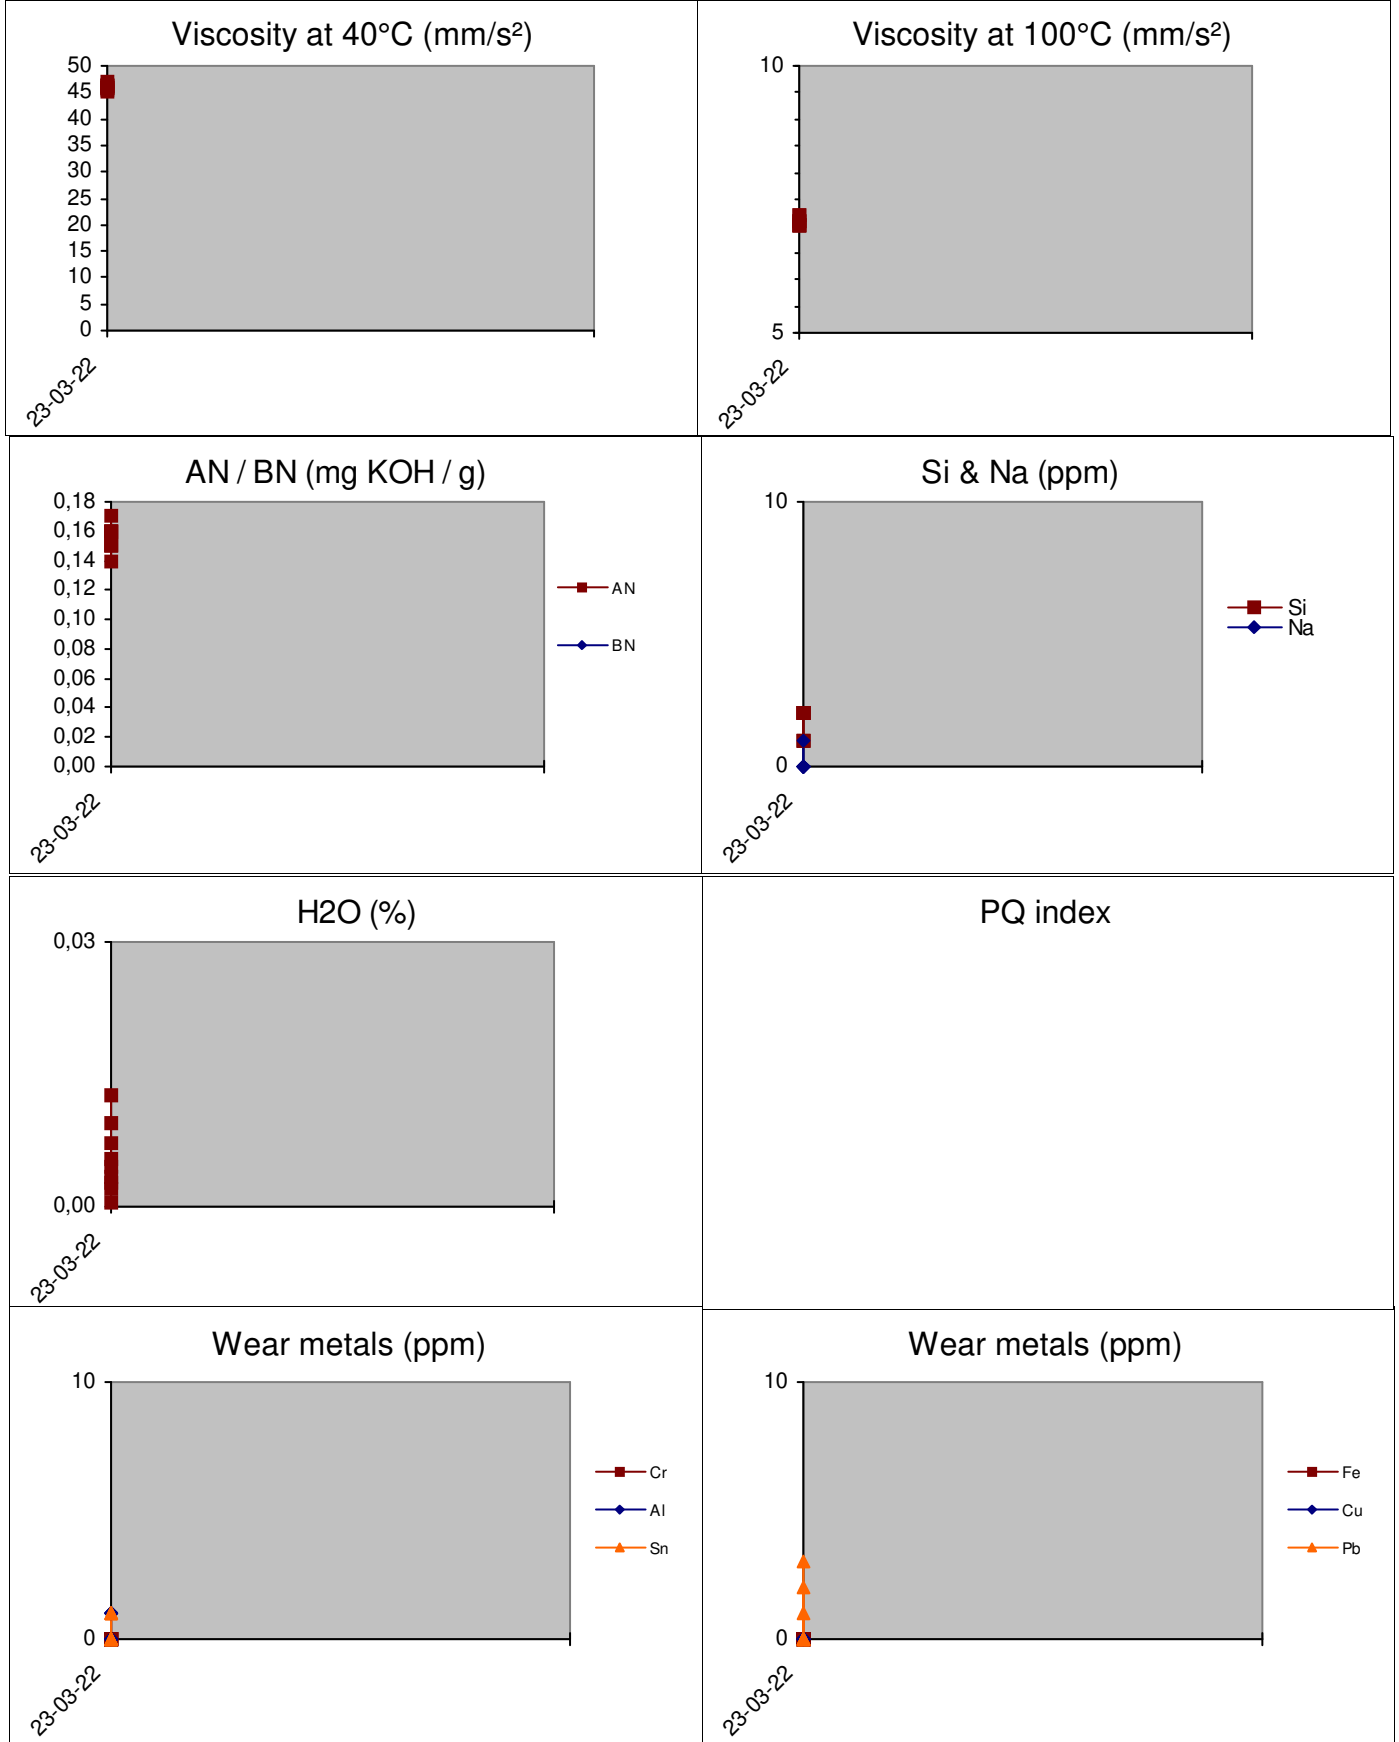 Viscosity at 40°C (mm/s²)
50
45
40
35
30
25
20
15
10
5
0
23-03-22
Viscosity at 100°C (mm/s²)
10
5
23-03-22
AN / BN (mg KOH / g)
0,18
0,16
0,14
0,12
0,10
0,08
0,06
0,04
0,02
0,00
23-03-22
AN
BN
Si & Na (ppm)
10
0
23-03-22
Si
Na
H2O (%)
0,03
0,00
23-03-22
PQ index
Wear metals (ppm)
10
0
23-03-22
Cr
Al
Sn
Wear metals (ppm)
10
0
23-03-22
Fe
Cu
Pb